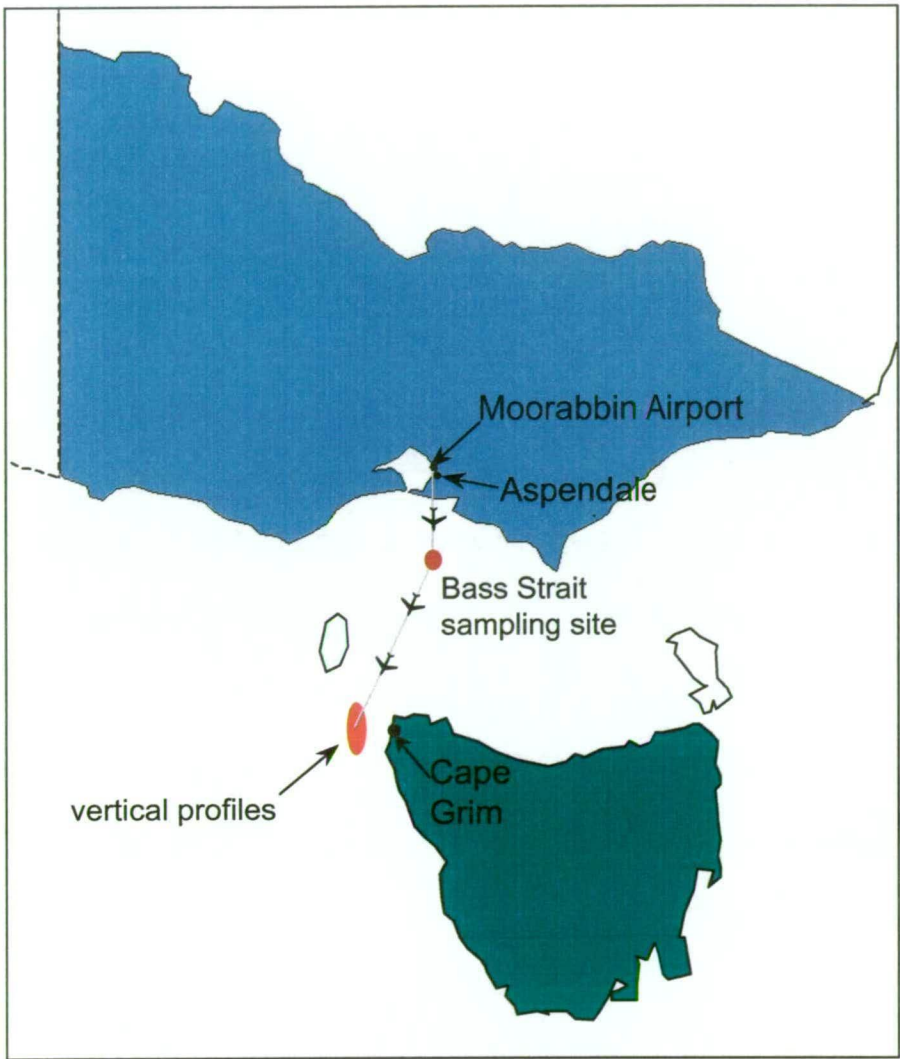 Moorabbin Airport
Aspendale
Bass Strait
sampling site
Cape
Grim
vertical profiles